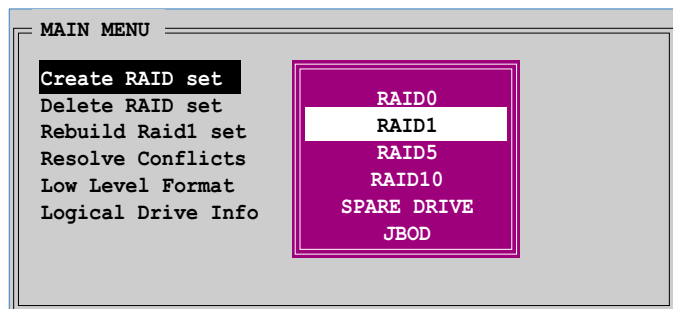 MAIN MENU
Create RAID set
Delete RAID set
Rebuild Raid1 set
Resolve Conflicts
Low Level Format
Logical Drive Info
RAID0
RAID1
RAID5
RAID10
SPARE DRIVE
JBOD